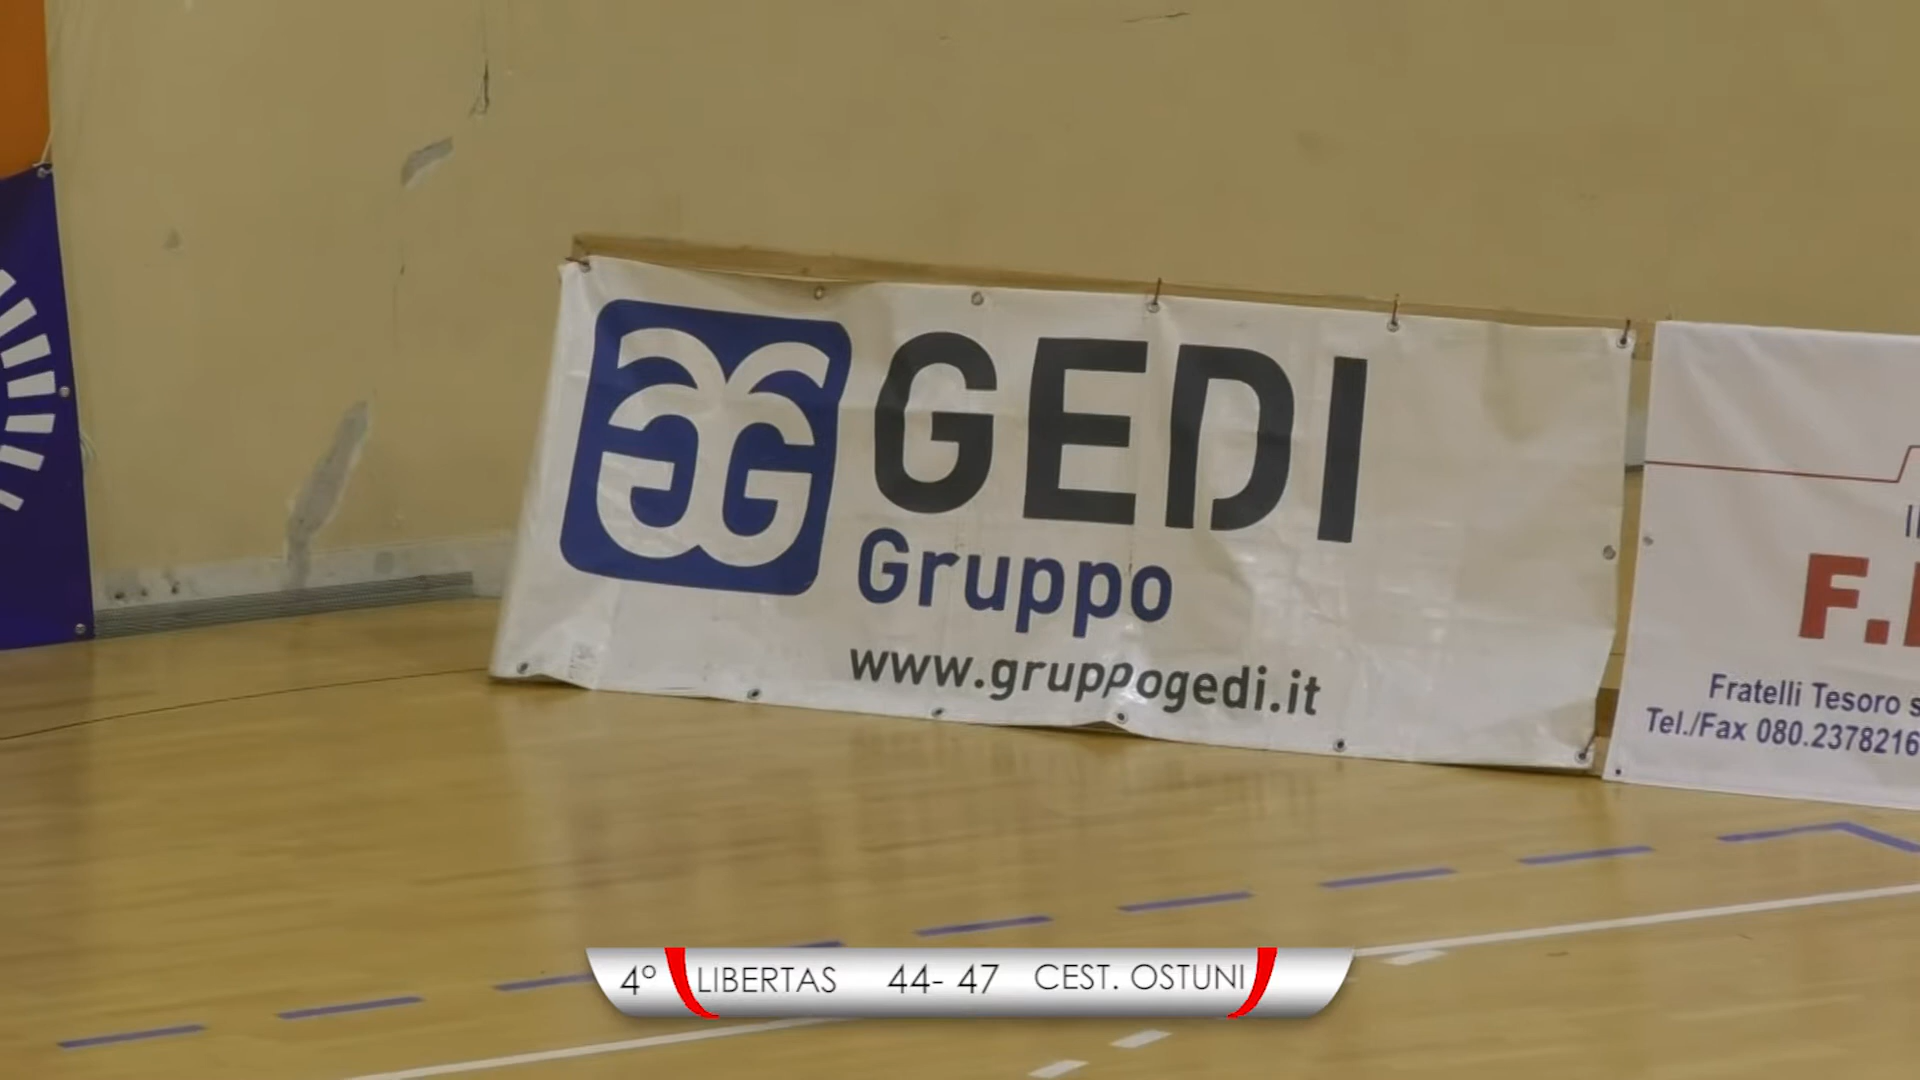 GEDI
Gruppo
www.gruppogedi.it
Fratelli Tesoro
Tel./Fax 080.2378216
4° LIBERTAS 44- 47 CEST. OSTUNI